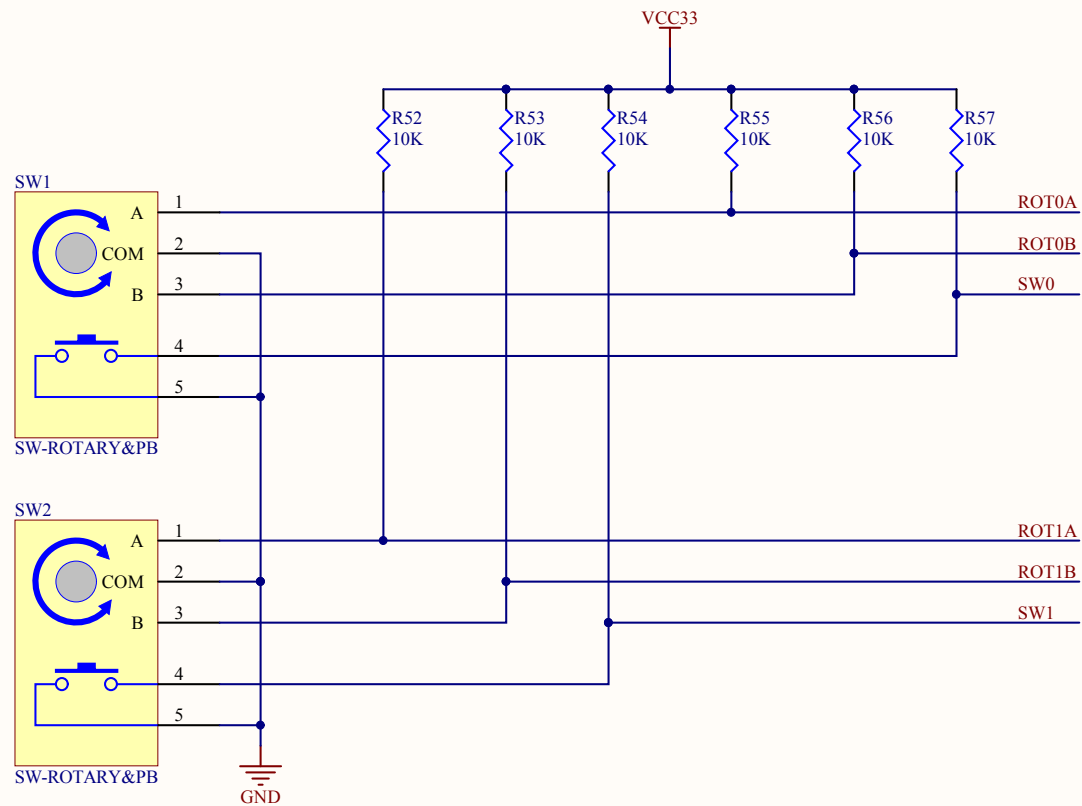 VCC33
R52
10K
R53
10K
R54
10K
R55
10K
R56
10K
R57
10K
SW1
A
1
COM
2
B
3
4
5
SW-ROTARY&PB
ROT0A
ROT0B
SW0
SW2
A
1
COM
2
B
3
4
5
SW-ROTARY&PB
ROT1A
ROT1B
SW1
GND